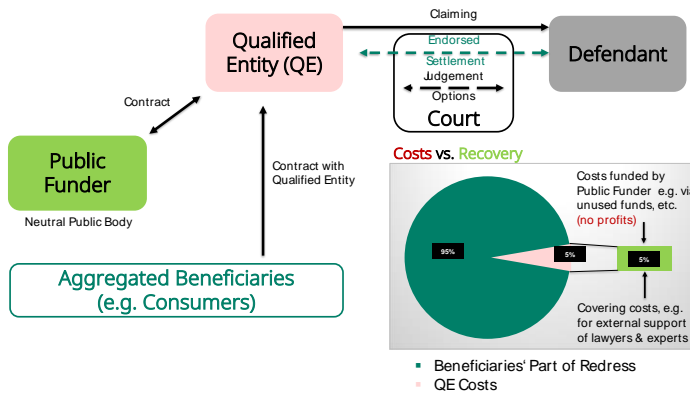 Claiming
Qualified
Entity (QE)
Endorsed
Settlement
Judgement
Options
Court
Defendant
Contract
Public
Funder
Neutral Public Body
Contract with
Qualified Entity
Aggregated Beneficiaries
(e.g. Consumers)
Costs vs. Recovery
Costs funded by
Public Funder e.g. via
unused funds, etc.
(no profits)
95%
5%
5%
Covering costs, e.g.
for external support
of lawyers & experts
Beneficiaries‘ Part of Redress
QE Costs